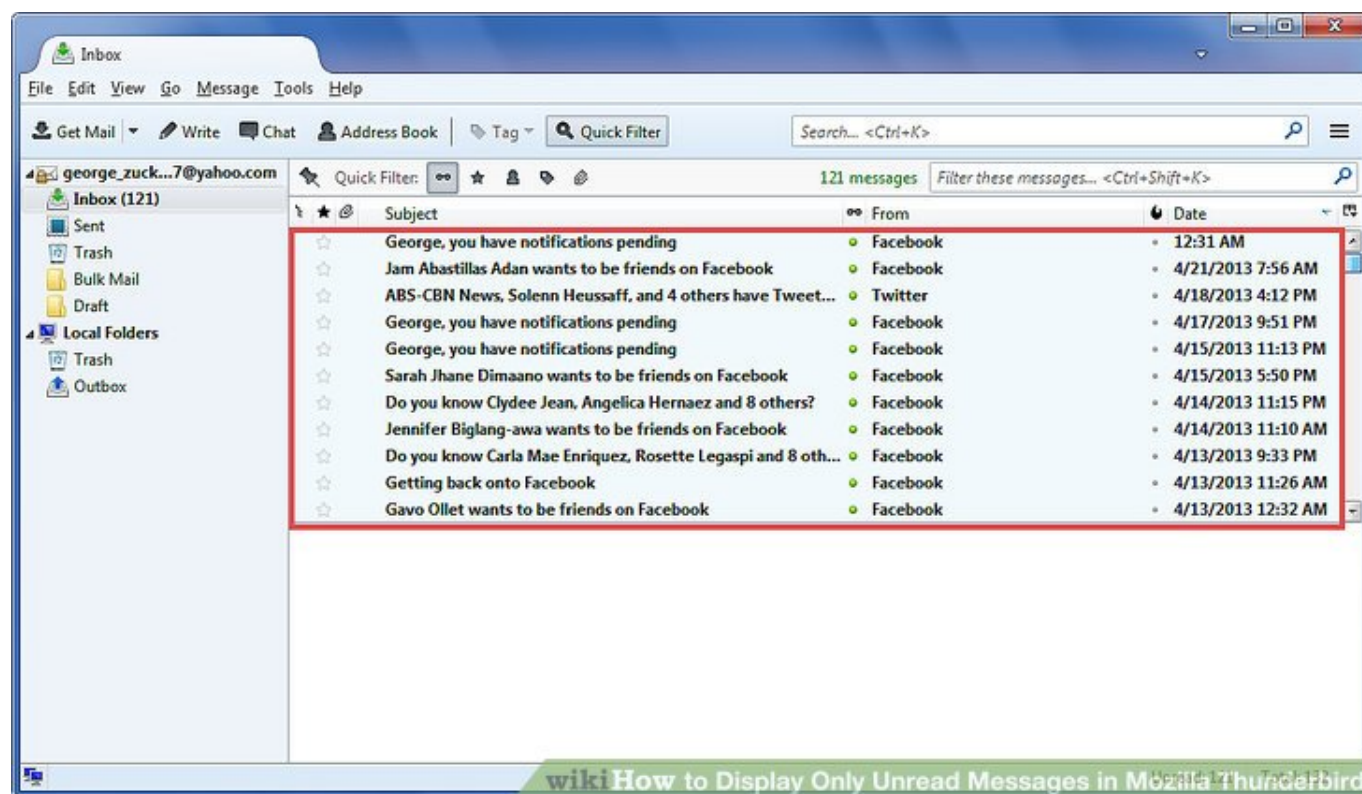 Inbox
File Edit View Go Message Tools Help
Get Mail Write Chat Address Book Tag Quick Filter Search... <Ctrl+K>
george_zuck...7@yahoo.com Quick Filter: 121 messages Filter these messages... <Ctrl+Shift+K>
Inbox (121)
Sent
Trash
Bulk Mail
Draft
Local Folders
Trash
Outbox
Subject From Date
George, you have notifications pending Facebook 12:31 AM
Jam Abastillas Adan wants to be friends on Facebook Facebook 4/21/2013 7:56 AM
ABS-CBN News, Solenn Heussaff, and 4 others have Tweet... Twitter 4/18/2013 4:12 PM
George, you have notifications pending Facebook 4/17/2013 9:51 PM
George, you have notifications pending Facebook 4/15/2013 11:13 PM
Sarah Jhane Dimaano wants to be friends on Facebook Facebook 4/15/2013 5:50 PM
Do you know Clydee Jean, Angelica Hernaez and 8 others? Facebook 4/14/2013 11:15 PM
Jennifer Biglang-awa wants to be friends on Facebook Facebook 4/14/2013 11:10 AM
Do you know Carla Mae Enriquez, Rosette Legaspi and 8 oth... Facebook 4/13/2013 9:33 PM
Getting back onto Facebook Facebook 4/13/2013 11:26 AM
Gavo Ollet wants to be friends on Facebook Facebook 4/13/2013 12:32 AM
wikiHow to Display Only Unread Messages in Mozilla Thunderbird